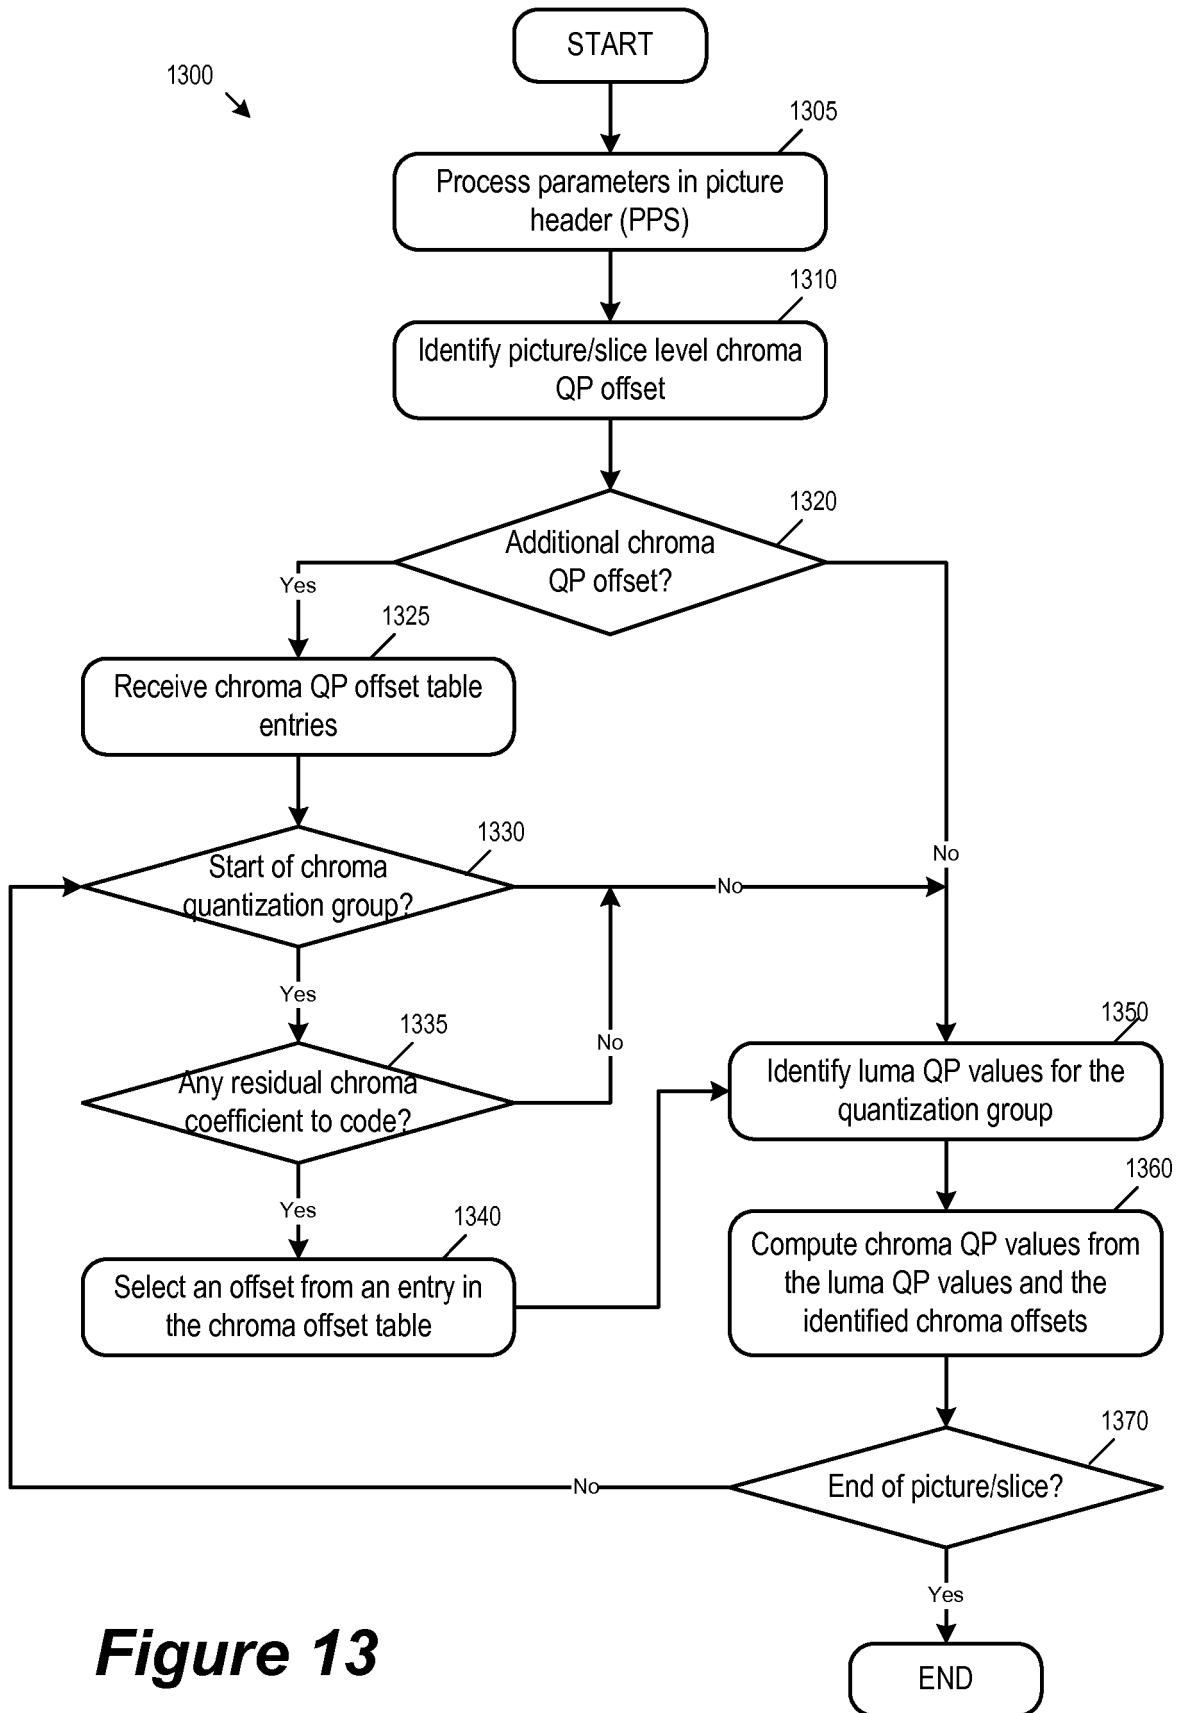 START
1300
1305
Process parameters in picture
header (PPS)
1310
Identify picture/slice level chroma
QP offset
1320
Additional chroma
QP offset?
Yes
1325
Receive chroma QP offset table
entries
No
1330
Start of chroma
quantization group?
No
Yes
1335
Any residual chroma
coefficient to code?
No
Yes
1340
Select an offset from an entry in
the chroma offset table
1350
Identify luma QP values for the
quantization group
1360
Compute chroma QP values from
the luma QP values and the
identified chroma offsets
1370
End of picture/slice?
No
Yes
END
Figure 13